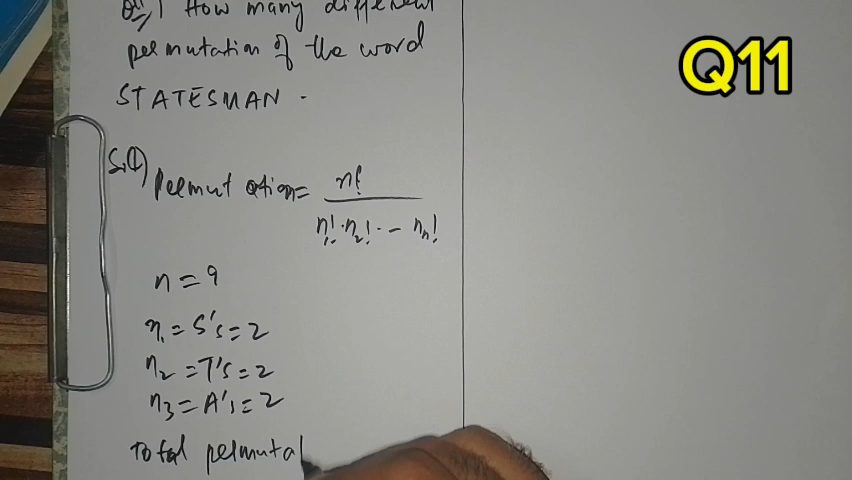 Q11) How many different
permutation of the word
STATESMAN .
Sol) Permutation = n!
n1! . n2! . - - nn!
n = 9
n1 = S's = 2
n2 = T's = 2
n3 = A's = 2
Total permutat
Q11